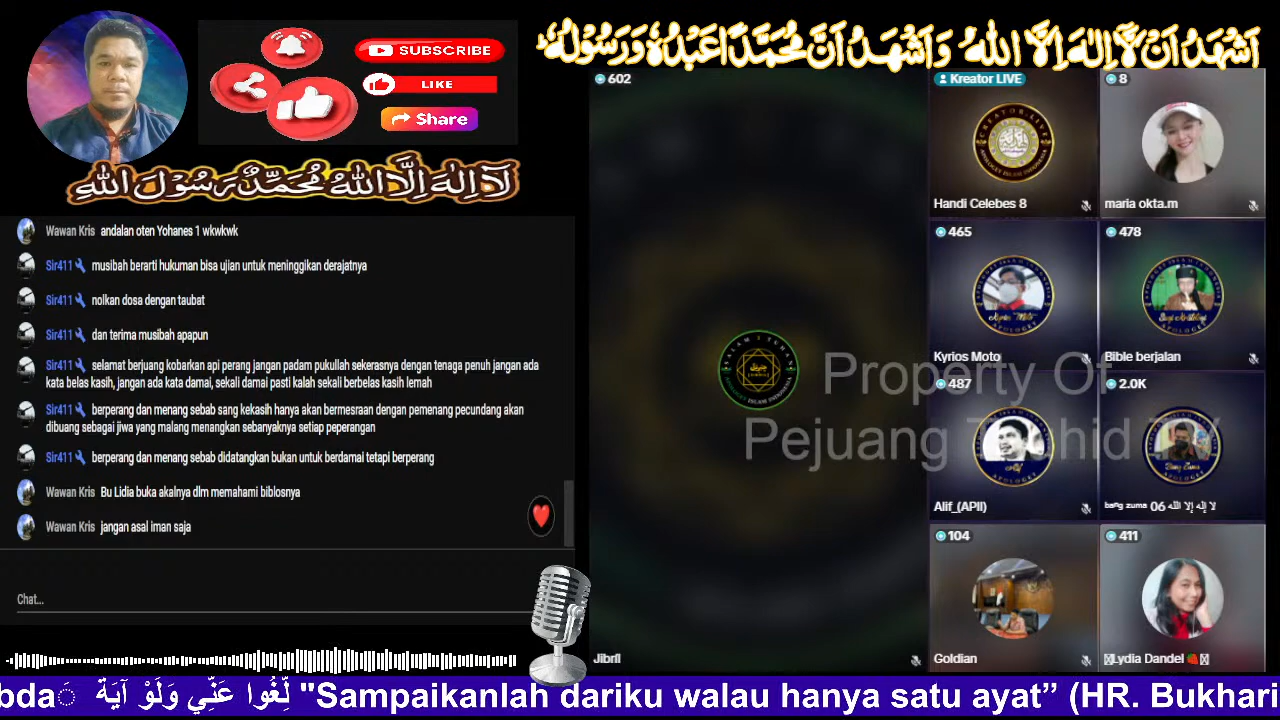 SUBSCRIBE
LIKE
Share
لَآ اِلٰهَ اِلَّا اللهُ مُحَمَّدٌ رَسُوْلُ اللهِ
اَشْهَدُ اَنْ لَّا اِلٰهَ اِلَّا اللهُ وَاَشْهَدُ اَنَّ مُحَمَّدًا عَبْدُهٗ وَرَسُوْلُهٗ
Wawan Kris andalan oten Yohanes 1 wkwkwk
Sir411 musibah berarti hukuman bisa ujian untuk meninggikan derajatnya
Sir411 nolkan dosa dengan taubat
Sir411 dan terima musibah apapun
Sir411 selamat berjuang kobarkan api perang jangan padam pukullah sekerasnya dengan tenaga penuh jangan ada
kata belas kasih, jangan ada kata damai, sekali damai pasti kalah sekali berbelas kasih lemah
Sir411 berperang dan menang sebab sang kekasih hanya akan bermesraan dengan pemenang pecundang akan
dibuang sebagai jiwa yang malang menangkan sebanyaknya setiap peperangan
Sir411 berperang dan menang sebab didatangkan bukan untuk berdamai tetapi berperang
Wawan Kris Bu Lidia buka akalnya dlm memahami biblosnya
Wawan Kris jangan asal iman saja
Chat...
602
Jibrll
Kreator LIVE
Handi Celebes 8
8
maria okta.m
465
Kyrios Moto
478
Bible berjalan
Property Of
Pejuang Tauhid TV
487
Alif_(APII)
2.0K
bang zuma 06 لا إله إلا الله
104
Goldian
411
Lydia Dandel
bda لِّغُوا عَنِّي وَلَوْ آيَةً "Sampaikanlah dariku walau hanya satu ayat” (HR. Bukhari